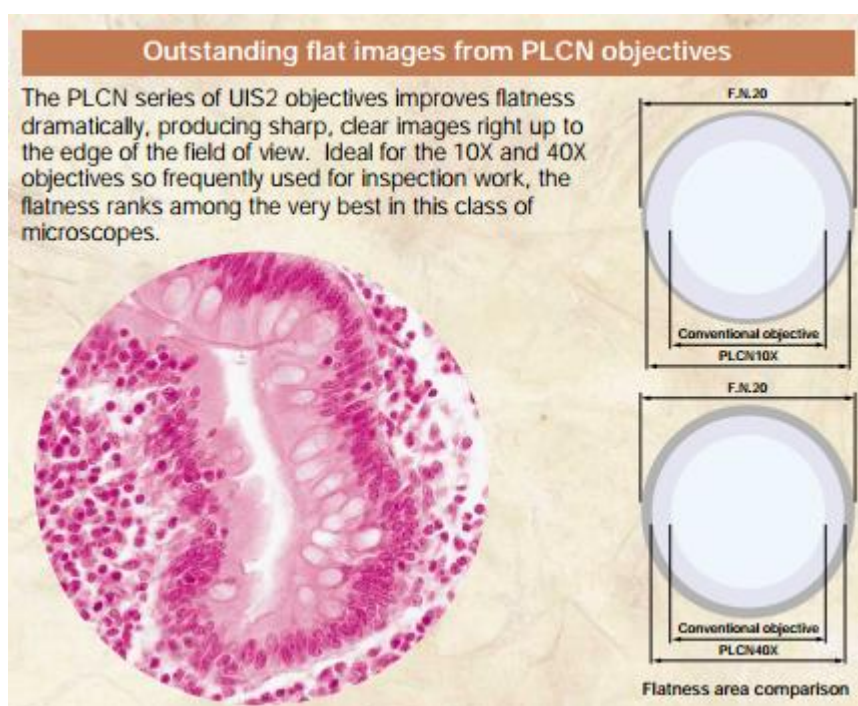 Outstanding flat images from PLCN objectives
The PLCN series of UIS2 objectives improves flatness
dramatically, producing sharp, clear images right up to
the edge of the field of view.  Ideal for the 10X and 40X
objectives so frequently used for inspection work, the
flatness ranks among the very best in this class of
microscopes.
F.N.20
Conventional objective
PLCN10X
F.N.20
Conventional objective
PLCN40X
Flatness area comparison